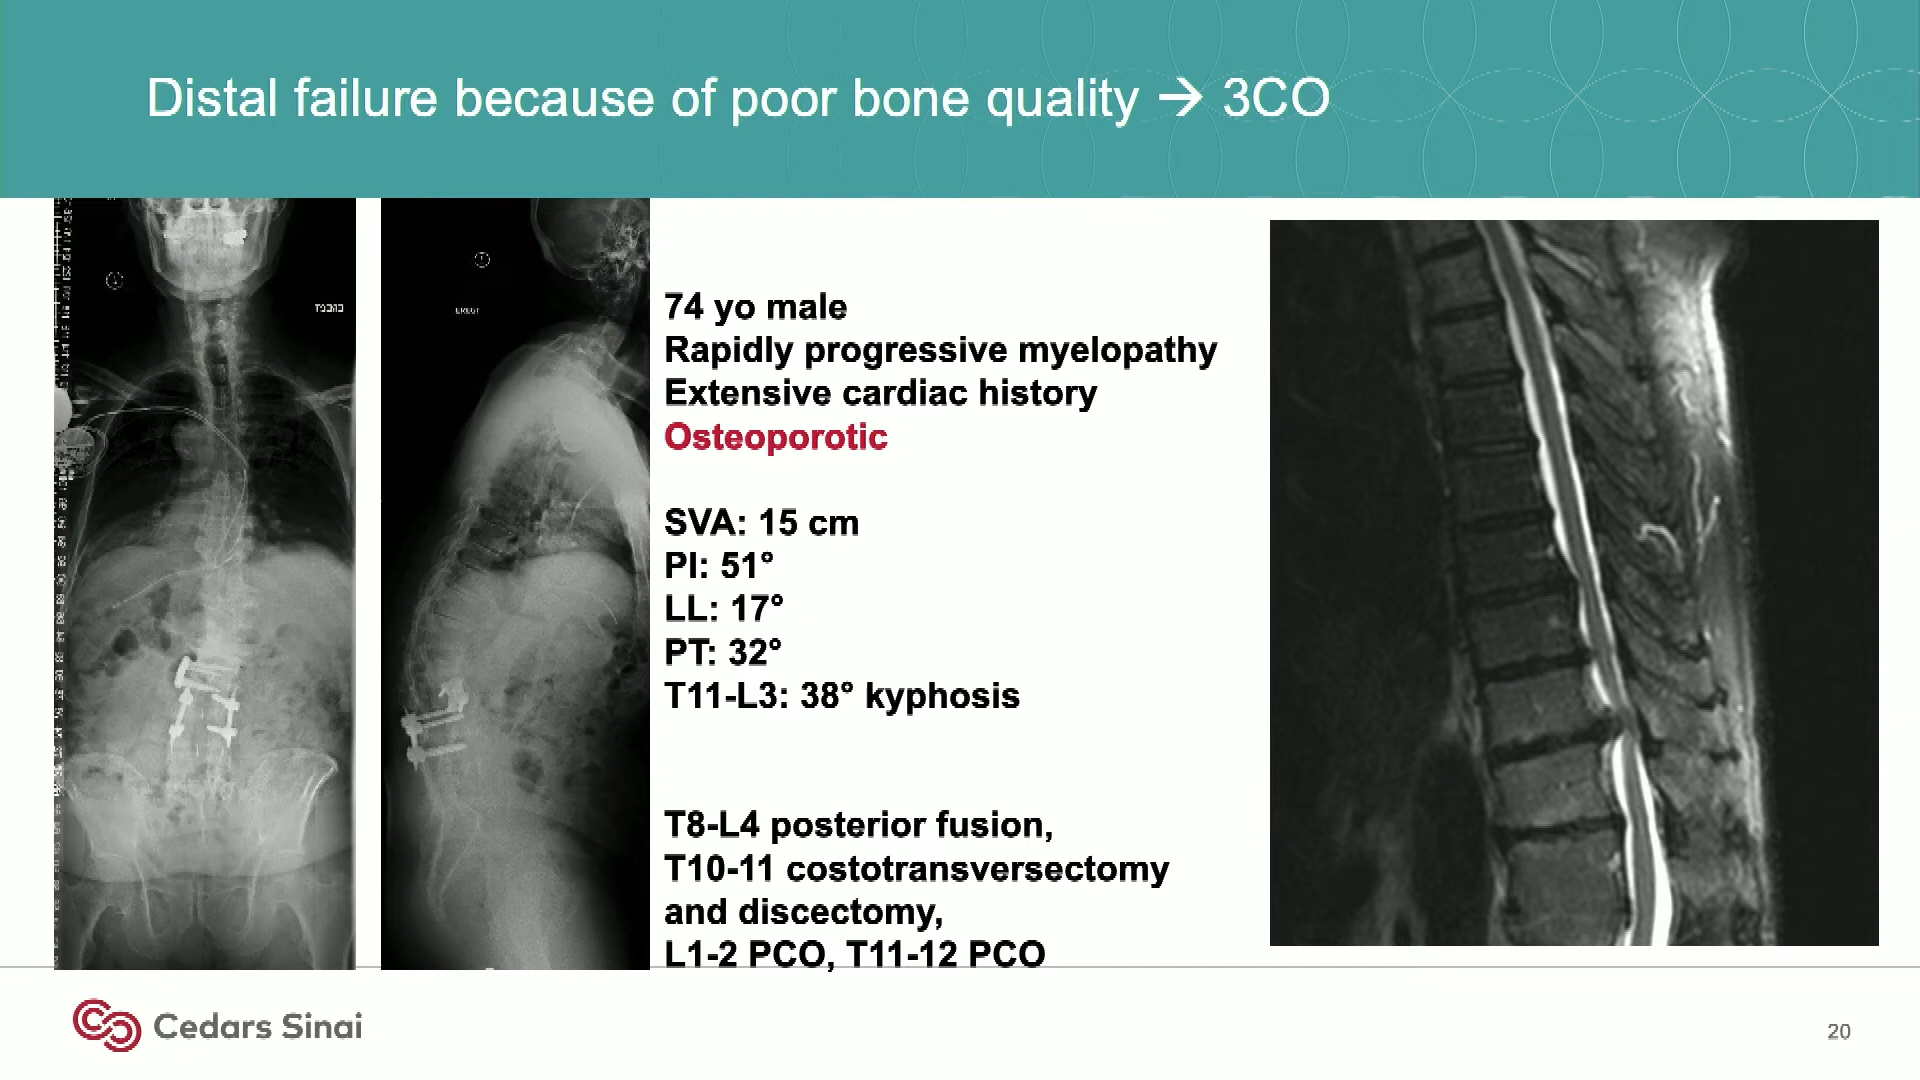 Distal failure because of poor bone quality → 3CO
74 yo male
Rapidly progressive myelopathy
Extensive cardiac history
Osteoporotic
SVA: 15 cm
PI: 51°
LL: 17°
PT: 32°
T11-L3: 38° kyphosis
T8-L4 posterior fusion,
T10-11 costotransversectomy
and discectomy,
L1-2 PCO, T11-12 PCO
Cedars Sinai
20